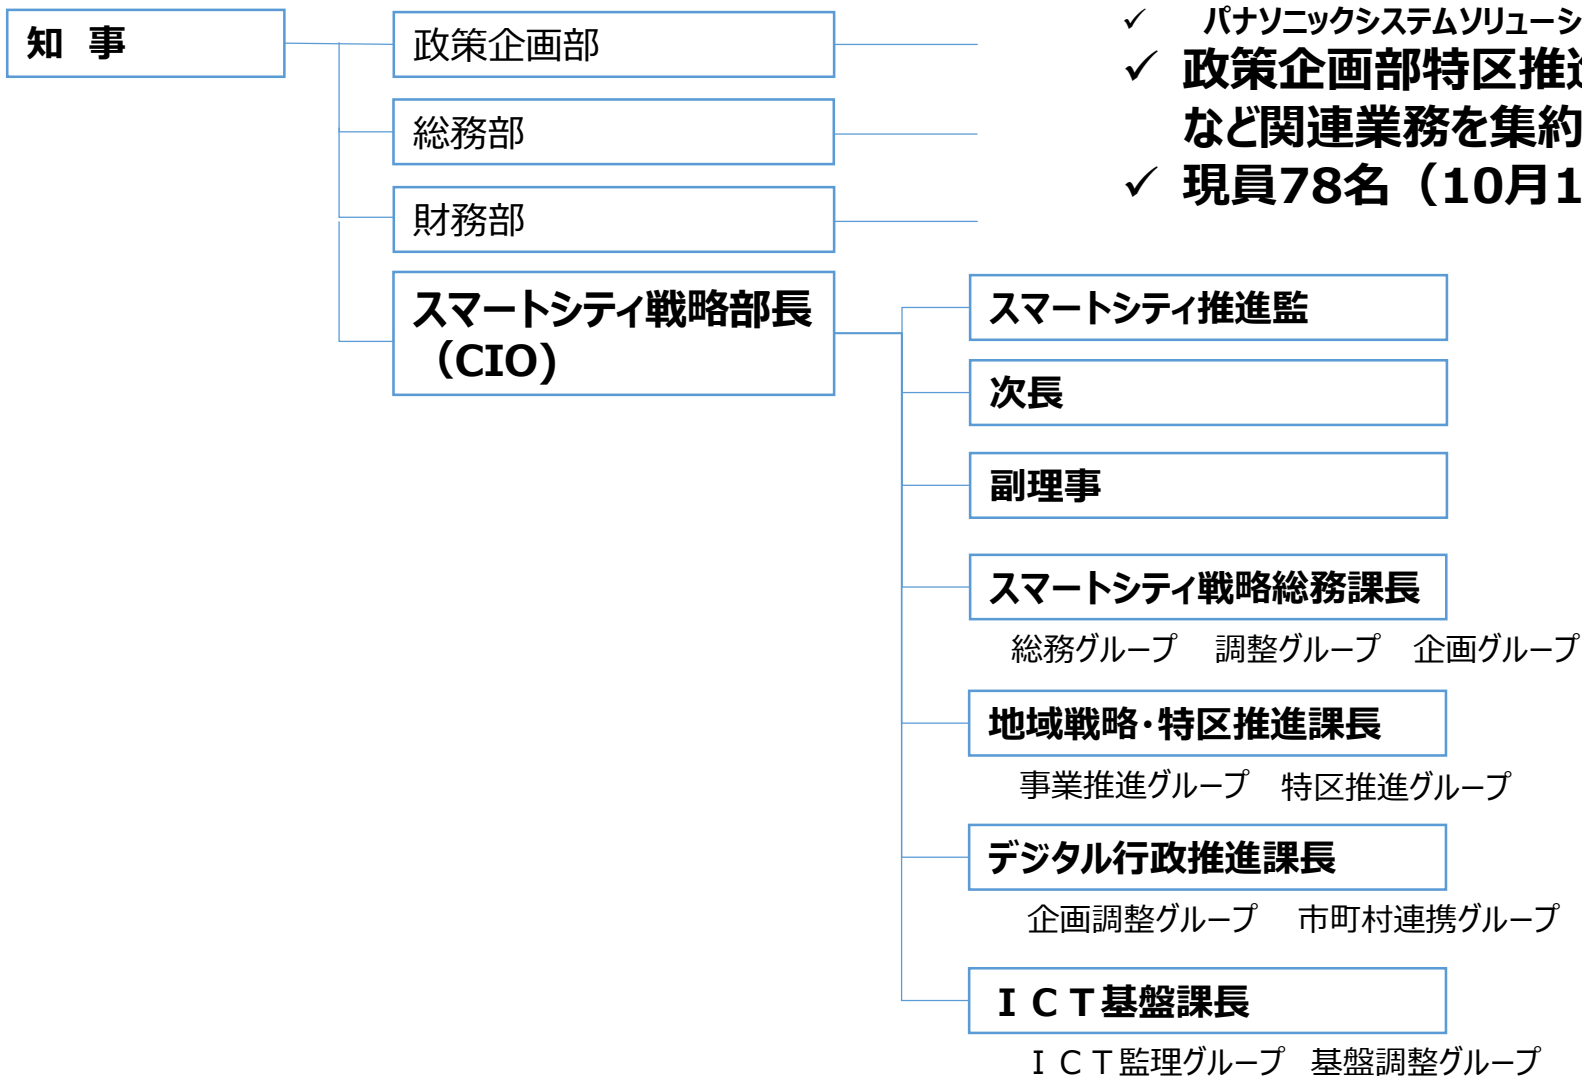 知 事
政策企画部
総務部
財務部
スマートシティ戦略部長
（CIO)
✓ パナソニックシステムソリューシ
✓ 政策企画部特区推進
など関連業務を集約
✓ 現員78名（10月1
スマートシティ推進監
次長
副理事
スマートシティ戦略総務課長
総務グループ 調整グループ 企画グループ
地域戦略・特区推進課長
事業推進グループ 特区推進グループ
デジタル行政推進課長
企画調整グループ 市町村連携グループ
ＩＣＴ基盤課長
ＩＣＴ監理グループ 基盤調整グループ